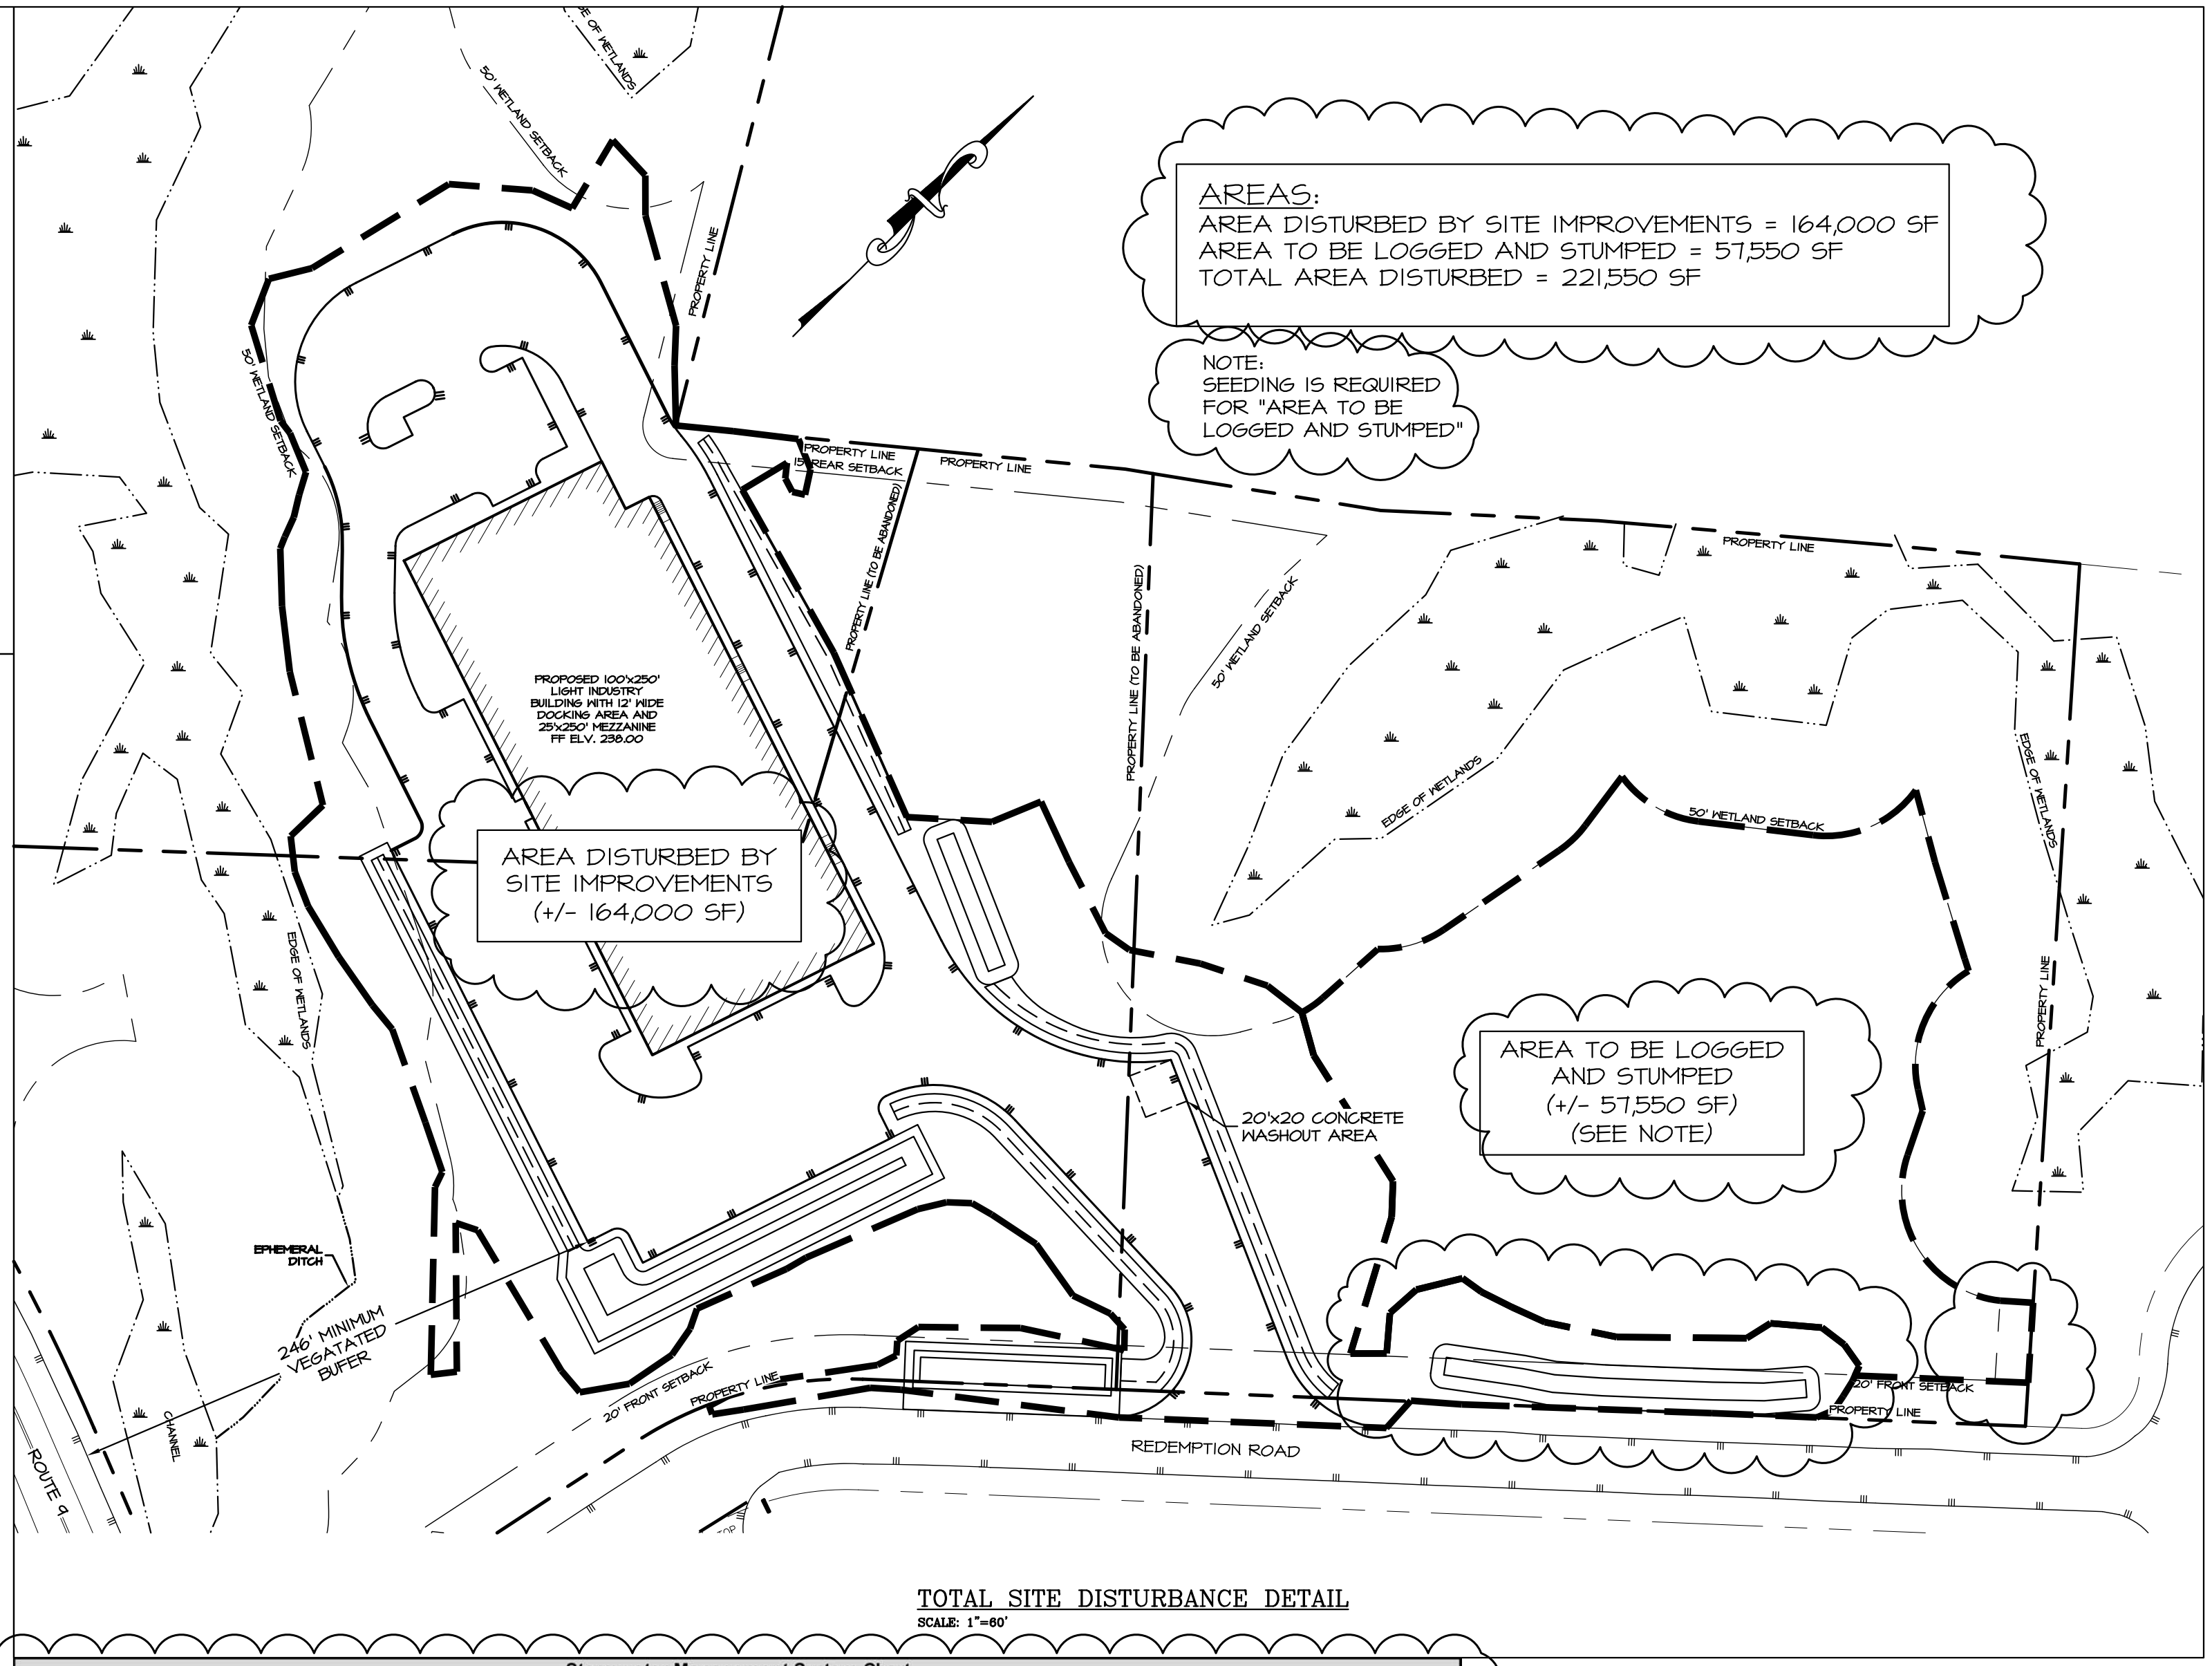 EDGE OF WETLANDS
50' WETLAND SETBACK
PROPERTY LINE
AREAS:
AREA DISTURBED BY SITE IMPROVEMENTS = 164,000 SF
AREA TO BE LOGGED AND STUMPED = 57,550 SF
TOTAL AREA DISTURBED = 221,550 SF
NOTE:
SEEDING IS REQUIRED
FOR "AREA TO BE
LOGGED AND STUMPED"
50' WETLAND SETBACK
PROPERTY LINE
15' REAR SETBACK
PROPERTY LINE
PROPERTY LINE (TO BE ABANDONED)
PROPERTY LINE (TO BE ABANDONED)
50' WETLAND SETBACK
PROPERTY LINE
PROPOSED 100'x250'
LIGHT INDUSTRY
BUILDING WITH 12' WIDE
DOCKING AREA AND
25'x250' MEZZANINE
FF ELV. 238.00
EDGE OF WETLANDS
50' WETLAND SETBACK
EDGE OF WETLANDS
AREA DISTURBED BY
SITE IMPROVEMENTS
(+/- 164,000 SF)
EDGE OF WETLANDS
PROPERTY LINE
AREA TO BE LOGGED
AND STUMPED
(+/- 57,550 SF)
(SEE NOTE)
20'x20 CONCRETE
WASHOUT AREA
EPHEMERAL
DITCH
246' MINIMUM
VEGATATED
BUFER
CHANNEL
ROUTE 9
20' FRONT SETBACK
PROPERTY LINE
20' FRONT SETBACK
PROPERTY LINE
REDEMPTION ROAD
TOTAL SITE DISTURBANCE DETAIL
SCALE: 1"=60'